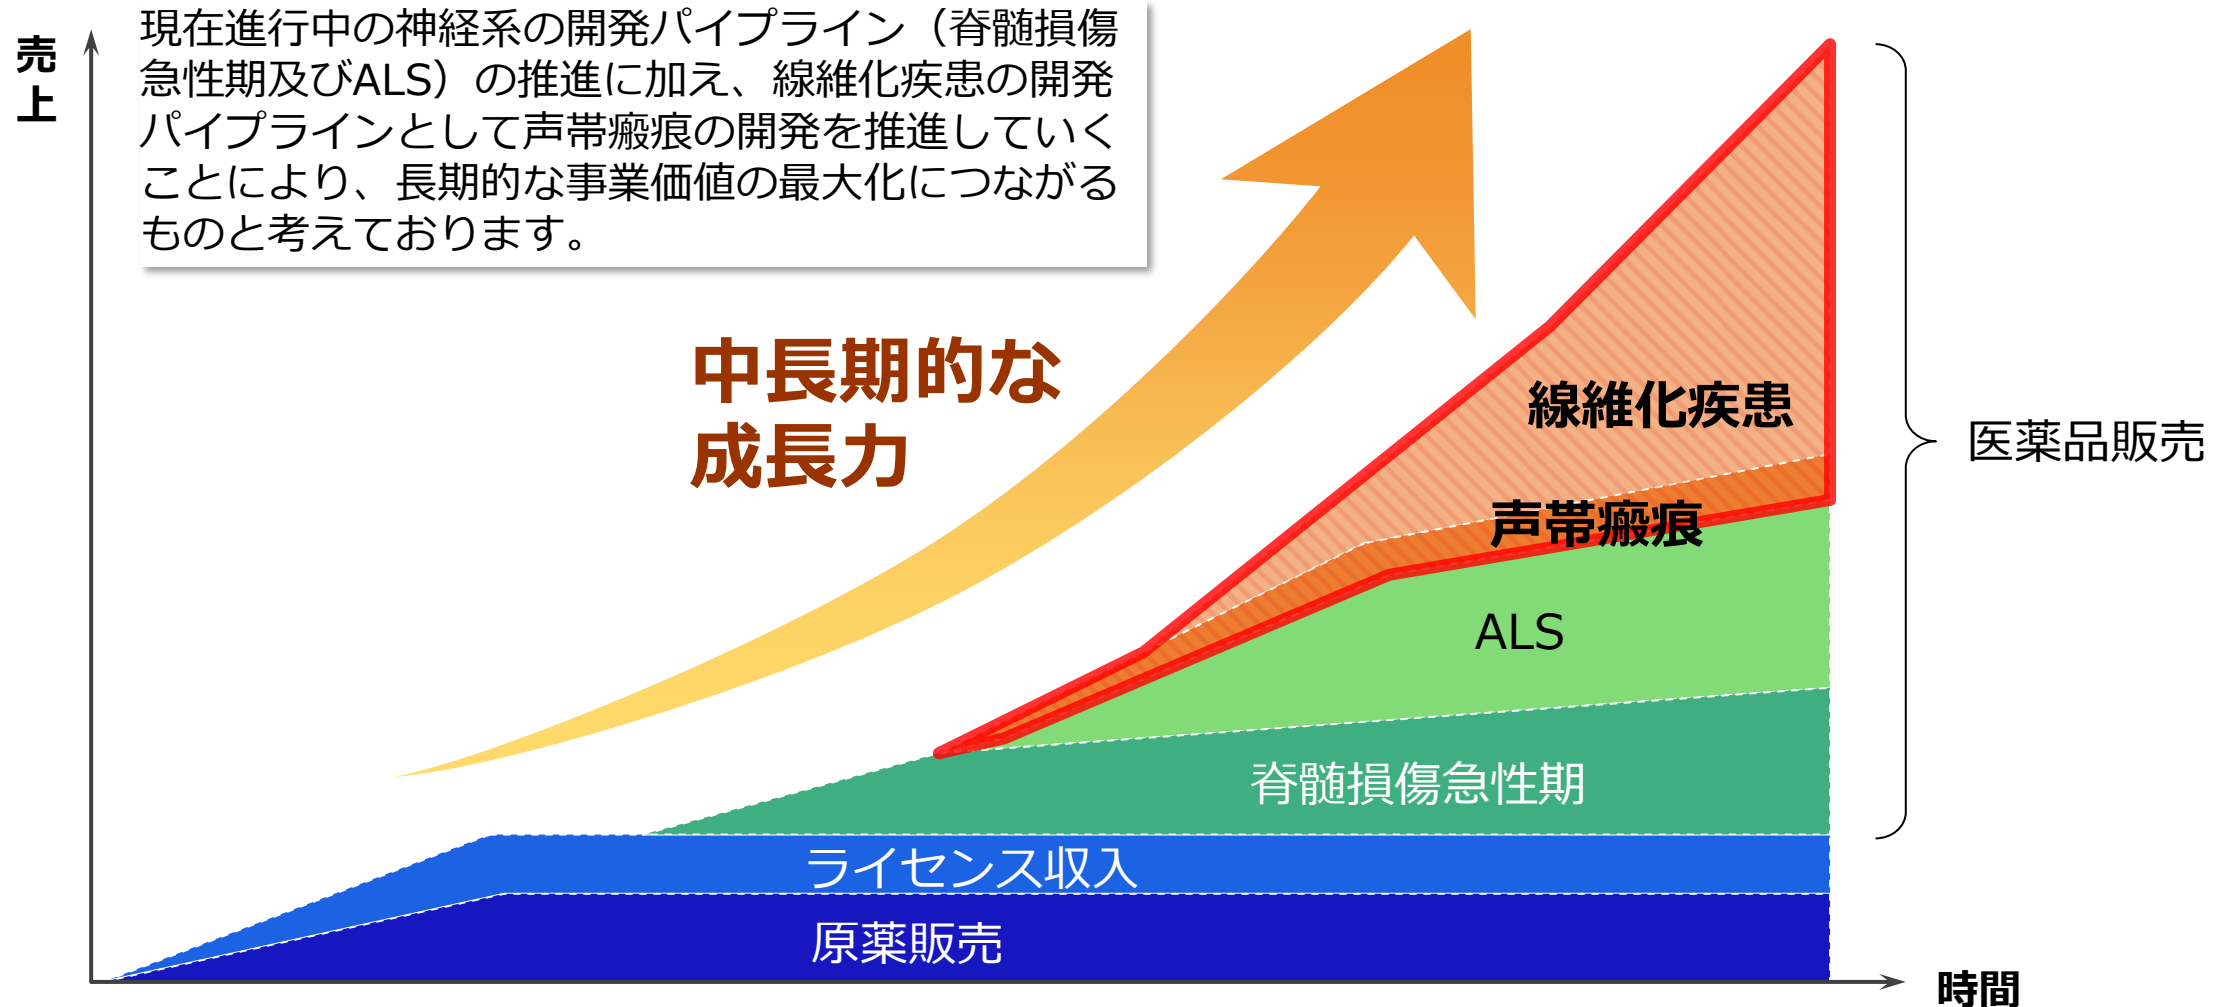 売
上
現在進行中の神経系の開発パイプライン（脊髄損傷
急性期及びALS）の推進に加え、線維化疾患の開発
パイプラインとして声帯瘢痕の開発を推進していく
ことにより、長期的な事業価値の最大化につながる
ものと考えております。
中長期的な
成長力
線維化疾患
声帯瘢痕
ALS
脊髄損傷急性期
ライセンス収入
原薬販売
医薬品販売
時間